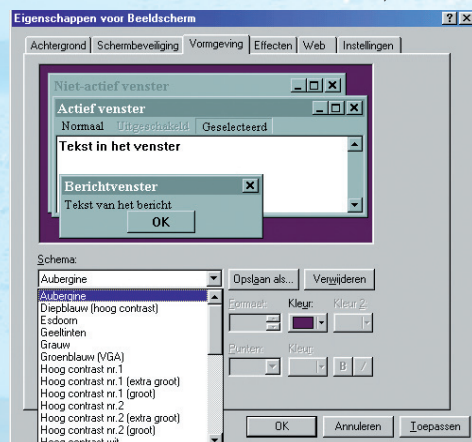 Eigenschappen voor Beeldscherm
Achtergrond Schermbeveiliging Vormgeving Effecten Web Instellingen
Niet-actief venster
Actief venster
Normaal Uitgeschakeld Geselecteerd
Tekst in het venster
Berichtvenster
Tekst van het bericht
OK
Schema:
Aubergine Opslaan als... Verwijderen
Aubergine
Diepblauw (hoog contrast)
Esdoorn
Geeltinten
Grauw
Groenblauw (VGA)
Hoog contrast nr.1
Hoog contrast nr.1 (extra groot)
Hoog contrast nr.1 (groot)
Hoog contrast nr.2
Hoog contrast nr.2 (extra groot)
Hoog contrast nr.2 (groot)
Hoog contrast wit
Formaat: Kleur: Kleur 2:
Punten: Kleur:
B /
OK Annuleren Toepassen